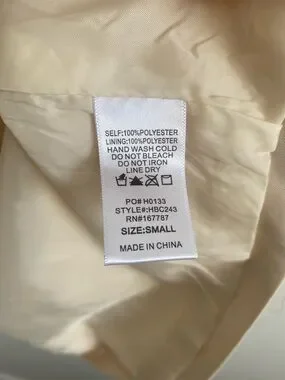 SELF:100%POLYESTER
LINING:100%POLYESTER
HAND WASH COLD
DO NOT BLEACH
DO NOT IRON
LINE DRY
PO# H0133
STYLE#:HBC243
RN#167787
SIZE:SMALL
MADE IN CHINA